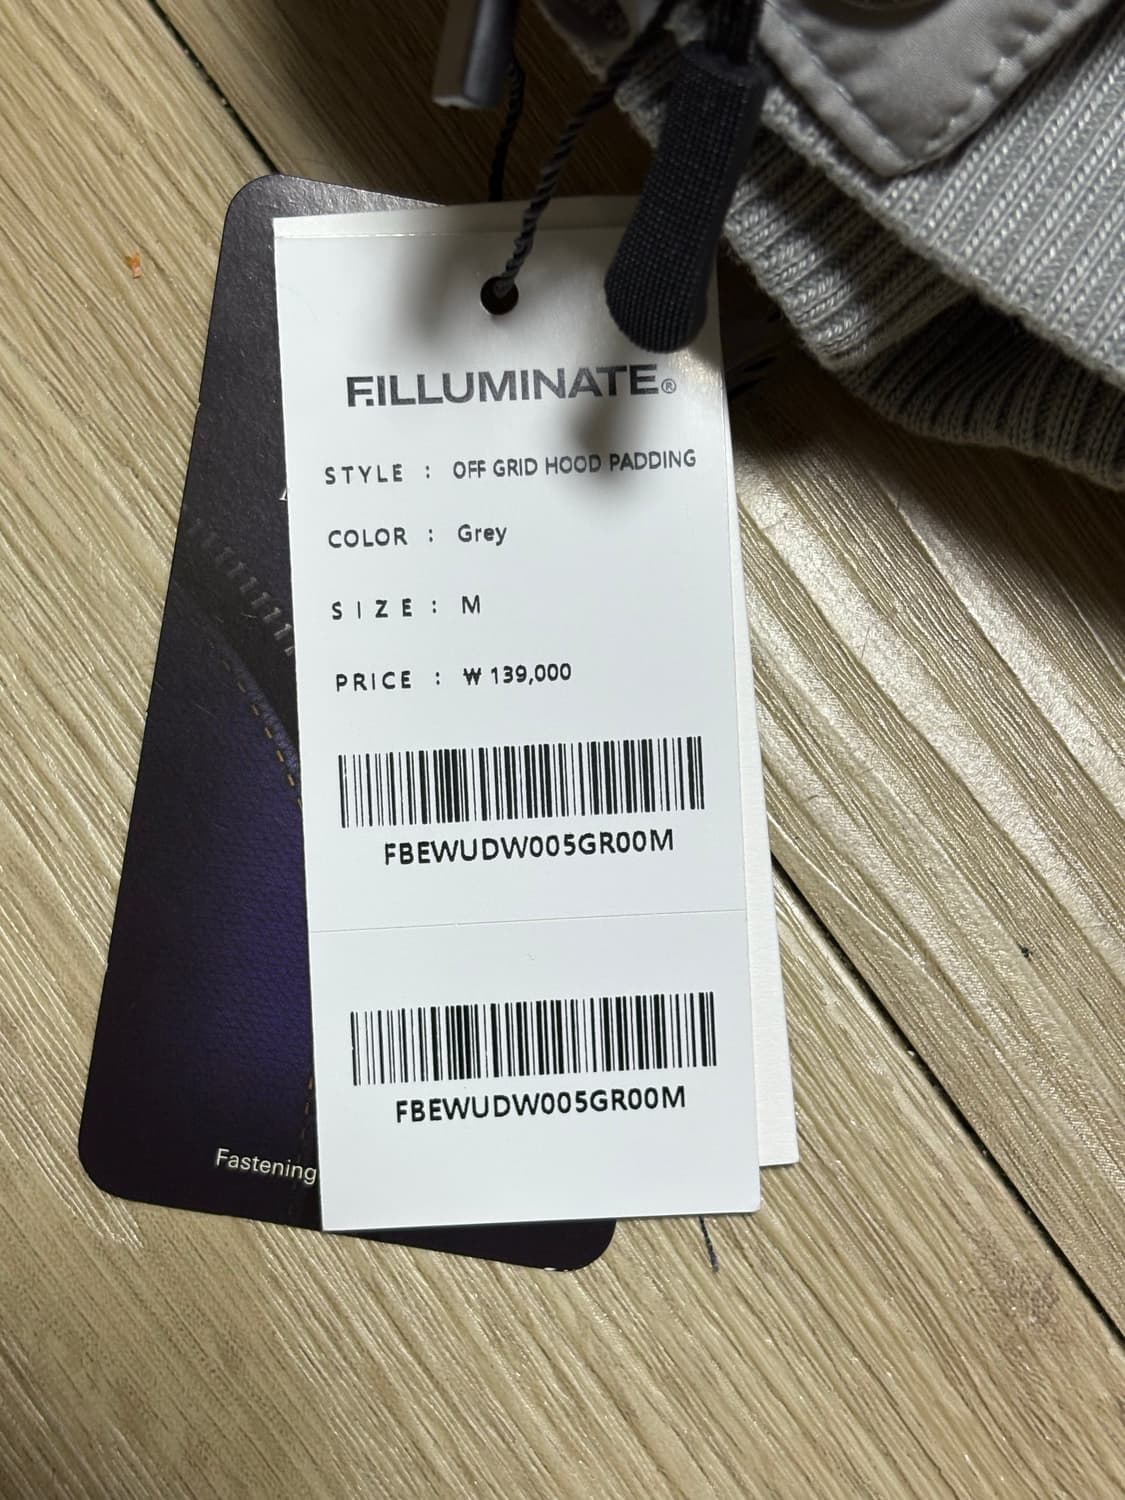 F.ILLUMINATE®
STYLE : OFF GRID HOOD PADDING
COLOR : Grey
SIZE : M
PRICE : ₩ 139,000
FBEWUDW005GR00M
FBEWUDW005GR00M
Fastening